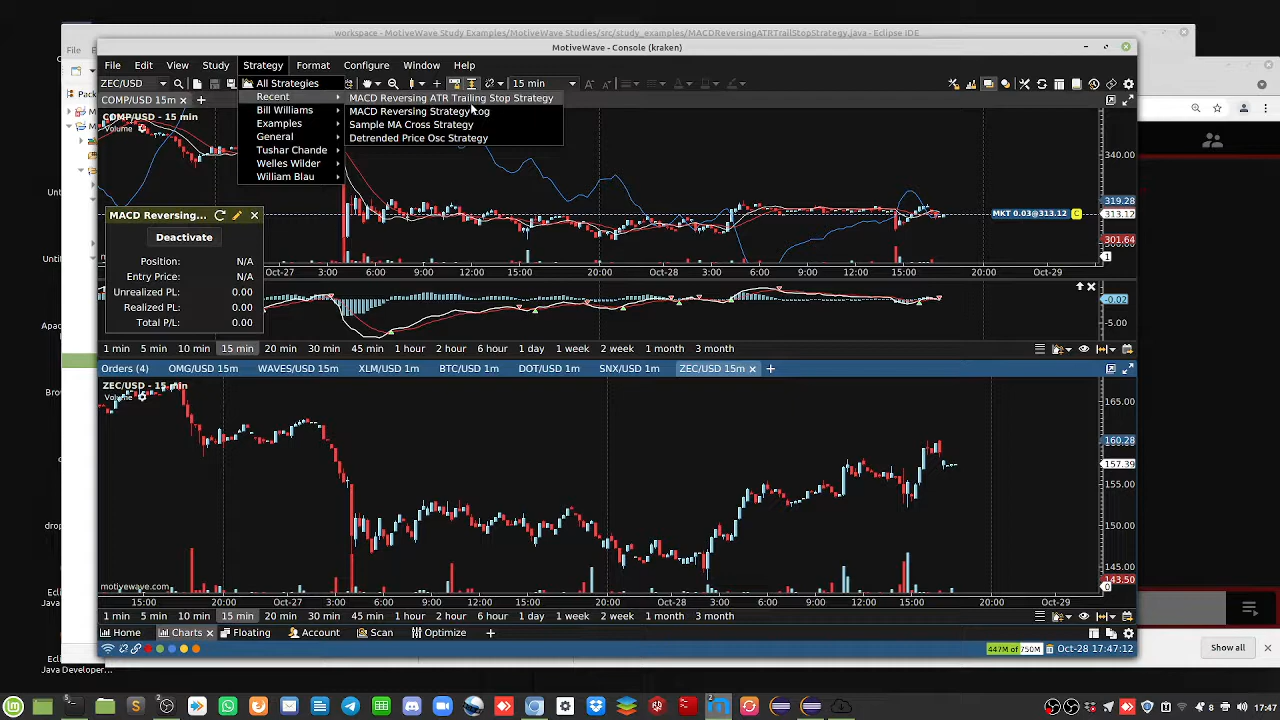 workspace - MotiveWave Study Examples/MotiveWave Studies/src/study_examples/MACDReversingATRTrailStopStrategy.java - Eclipse IDE
File
MotiveWave - Console (kraken)
File Edit View Study Strategy Format Configure Window Help
ZEC/USD All Strategies 15 min
COMP/USD 15m Recent MACD Reversing ATR Trailing Stop Strategy
COMP/USD - 15 min Bill Williams MACD Reversing Strategy Log
Volume Examples Sample MA Cross Strategy
General Detrended Price Osc Strategy
Tushar Chande
Welles Wilder
William Blau
340.00
319.28
MKT 0.03@313.12 C 313.12
301.64
1
MACD Reversing...
Deactivate
Position: N/A
Entry Price: N/A
Unrealized PL: 0.00
Realized PL: 0.00
Total P/L: 0.00
Oct-27 3:00 6:00 9:00 12:00 15:00 20:00 Oct-28 3:00 6:00 9:00 12:00 15:00 20:00 Oct-29
-0.02
-5.00
1 min 5 min 10 min 15 min 20 min 30 min 45 min 1 hour 2 hour 6 hour 1 day 1 week 2 week 1 month 3 month
Orders (4) OMG/USD 15m WAVES/USD 15m XLM/USD 1m BTC/USD 1m DOT/USD 1m SNX/USD 1m ZEC/USD 15m
ZEC/USD - 15 min
Volume
165.00
160.28
157.39
155.00
150.00
145.00
143.50
0
motivewave.com
15:00 20:00 Oct-27 3:00 6:00 9:00 12:00 15:00 20:00 Oct-28 3:00 6:00 9:00 12:00 15:00 20:00 Oct-29
1 min 5 min 10 min 15 min 20 min 30 min 45 min 1 hour 2 hour 6 hour 1 day 1 week 2 week 1 month 3 month
Home Charts Floating Account Scan Optimize
447M of 750M Oct-28 17:47:12
Java Developer...
Show all
8
17:47